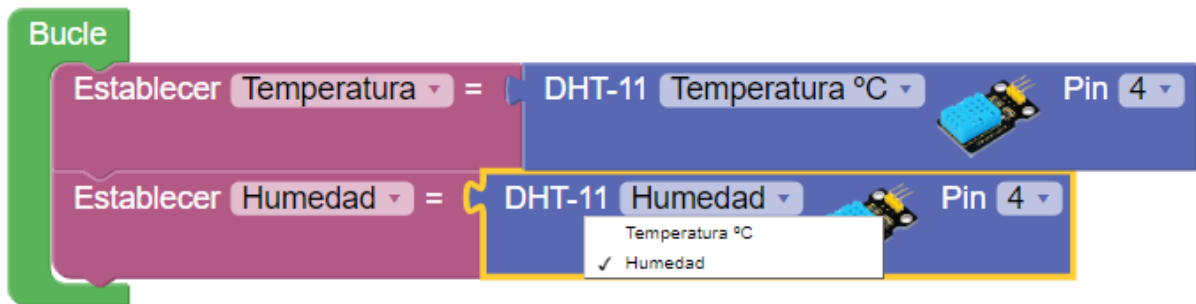 Bucle
Establecer Temperatura = DHT-11 Temperatura ºC Pin 4
Establecer Humedad = DHT-11 Humedad Pin 4
Temperatura ºC
✓ Humedad